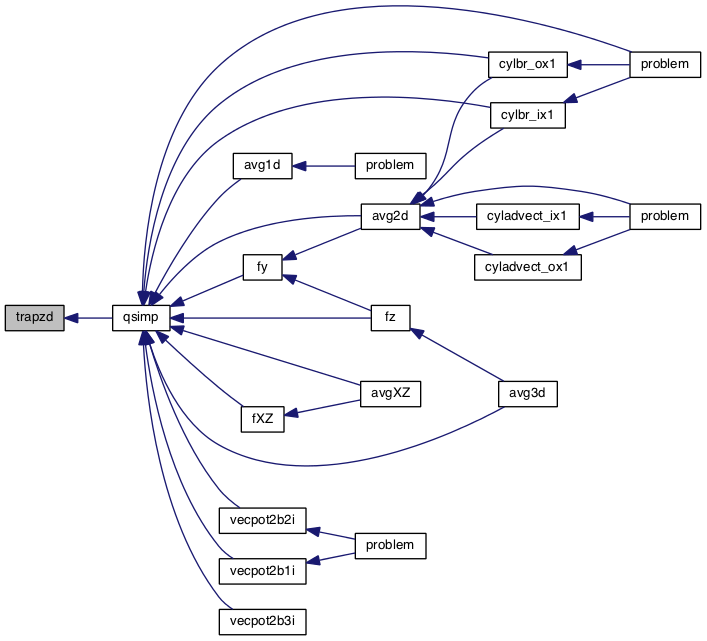 cylbr_ox1
problem
cylbr_ix1
avg1d
problem
avg2d
cyladvect_ix1
problem
fy
cyladvect_ox1
trapzd
qsimp
fz
avgXZ
avg3d
fXZ
vecpot2b2i
problem
vecpot2b1i
vecpot2b3i